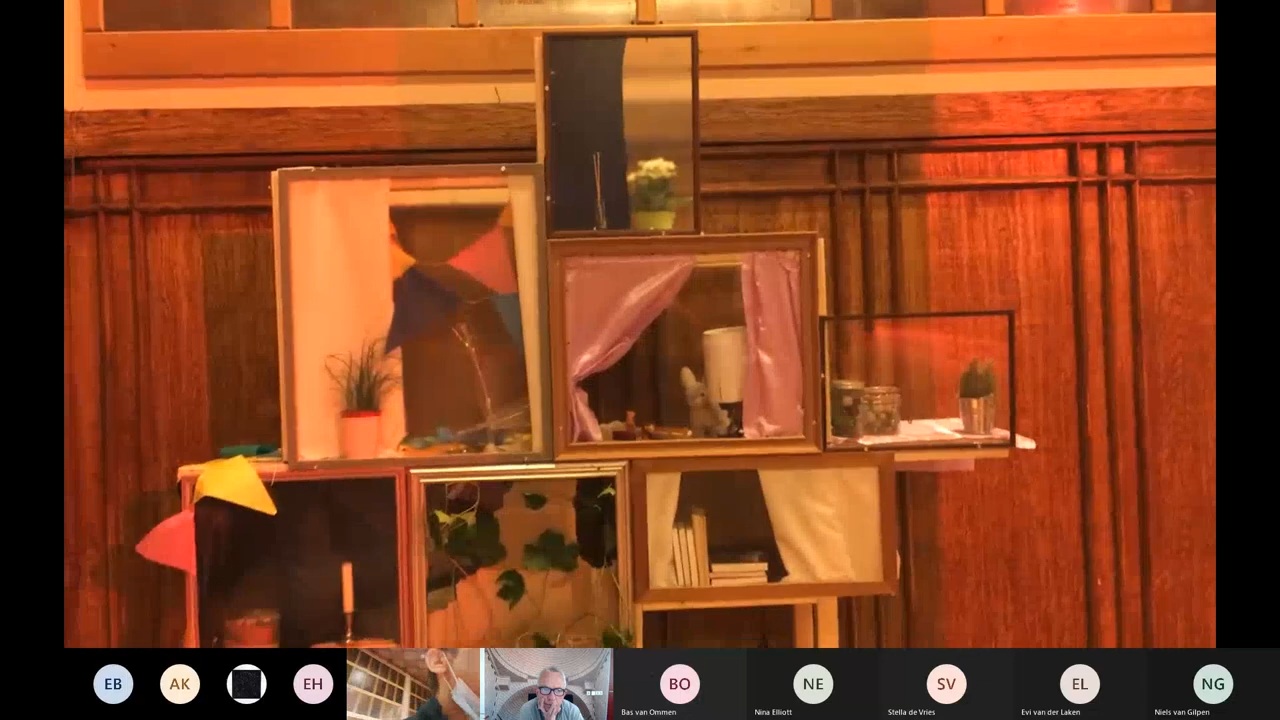 EB
AK
EH
BO
Bas van Ommen
NE
Nina Elliott
SV
Stella de Vries
EL
Evi van der Laken
NG
Niels van Gilpen